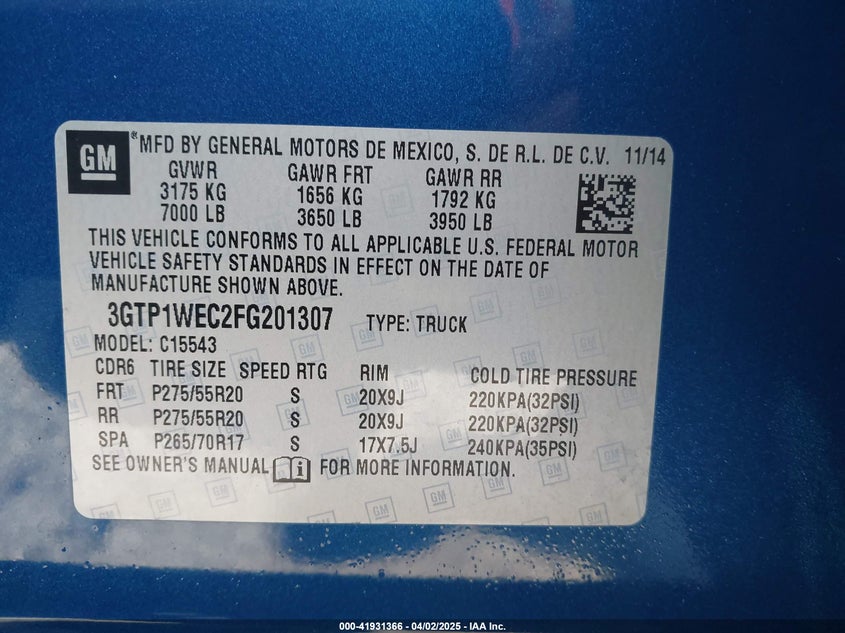 GM
®MFD BY GENERAL MOTORS DE MEXICO, S. DE R.L. DE C.V. 11/14
GVWR GAWR FRT GAWR RR
3175 KG 1656 KG 1792 KG
7000 LB 3650 LB 3950 LB
THIS VEHICLE CONFORMS TO ALL APPLICABLE U.S. FEDERAL MOTOR
VEHICLE SAFETY STANDARDS IN EFFECT ON THE DATE OF
MANUFACTURE SHOWN ABOVE.
3GTP1WEC2FG201307 TYPE: TRUCK
MODEL: C15543
CDR6 TIRE SIZE SPEED RTG RIM COLD TIRE PRESSURE
FRT P275/55R20 S 20X9J 220KPA(32PSI)
RR P275/55R20 S 20X9J 220KPA(32PSI)
SPA P265/70R17 S 17X7.5J 240KPA(35PSI)
SEE OWNER'S MANUAL i FOR MORE INFORMATION.
000-41931366 - 04/02/2025 - IAA Inc.